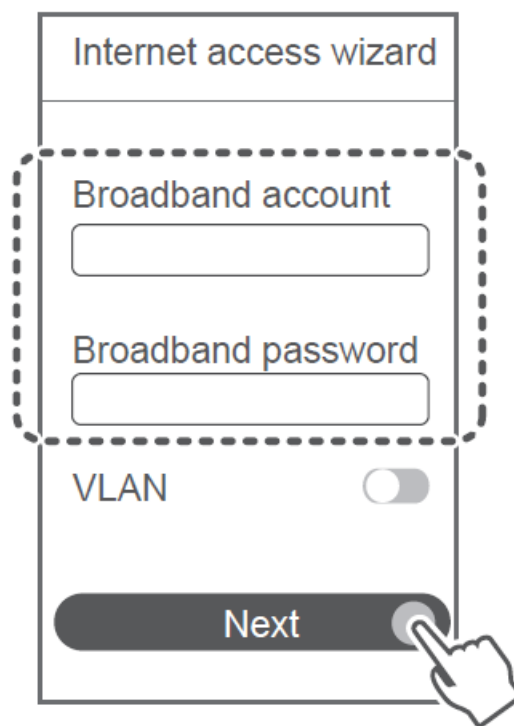 Internet access wizard
Broadband account
Broadband password
VLAN
Next